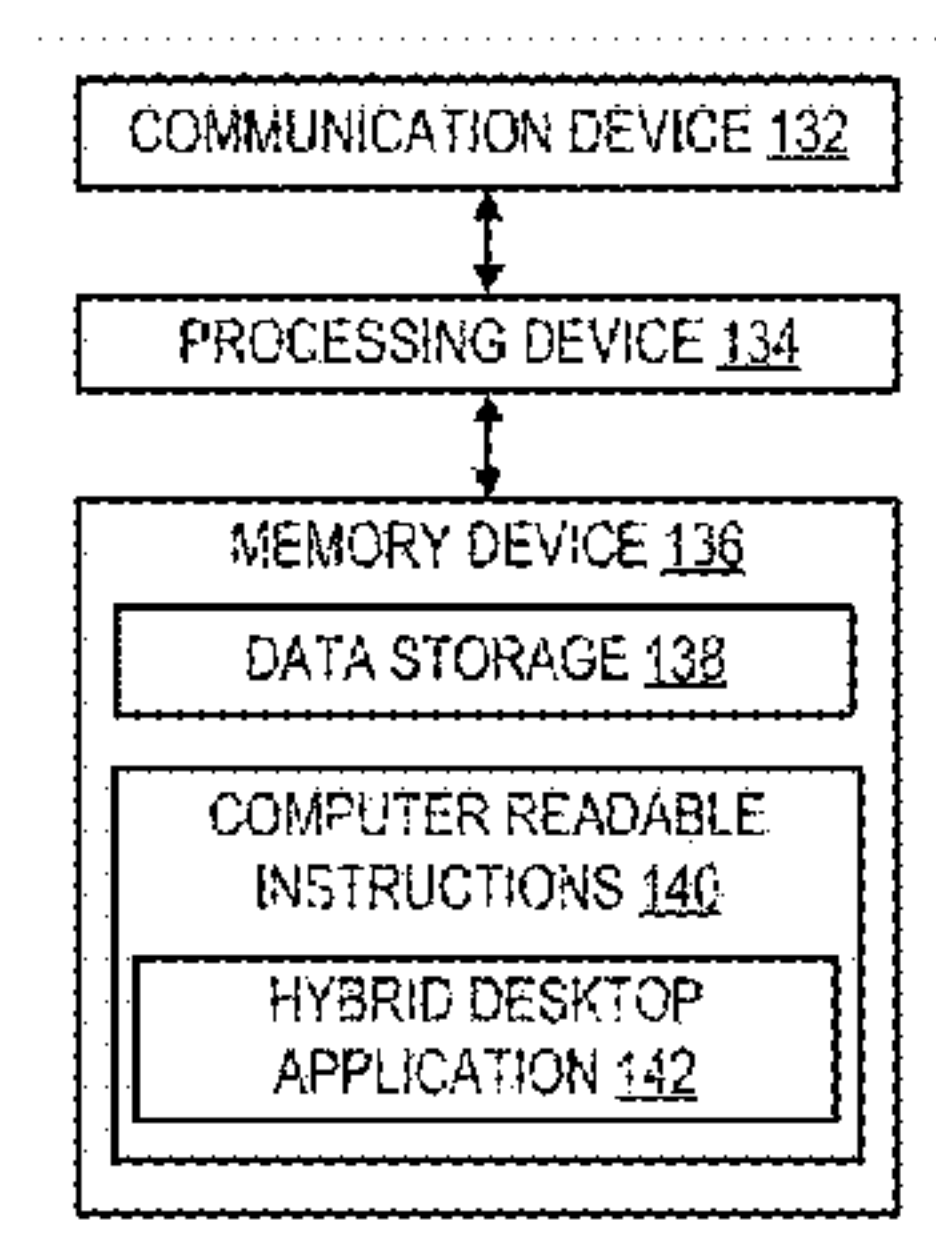 COMMUNICATION DEVICE 132
PROCESSING DEVICE 134
MEMORY DEVICE 136
DATA STORAGE 138
COMPUTER READABLE
INSTRUCTIONS 140
HYBRID DESKTOP
APPLICATION 142